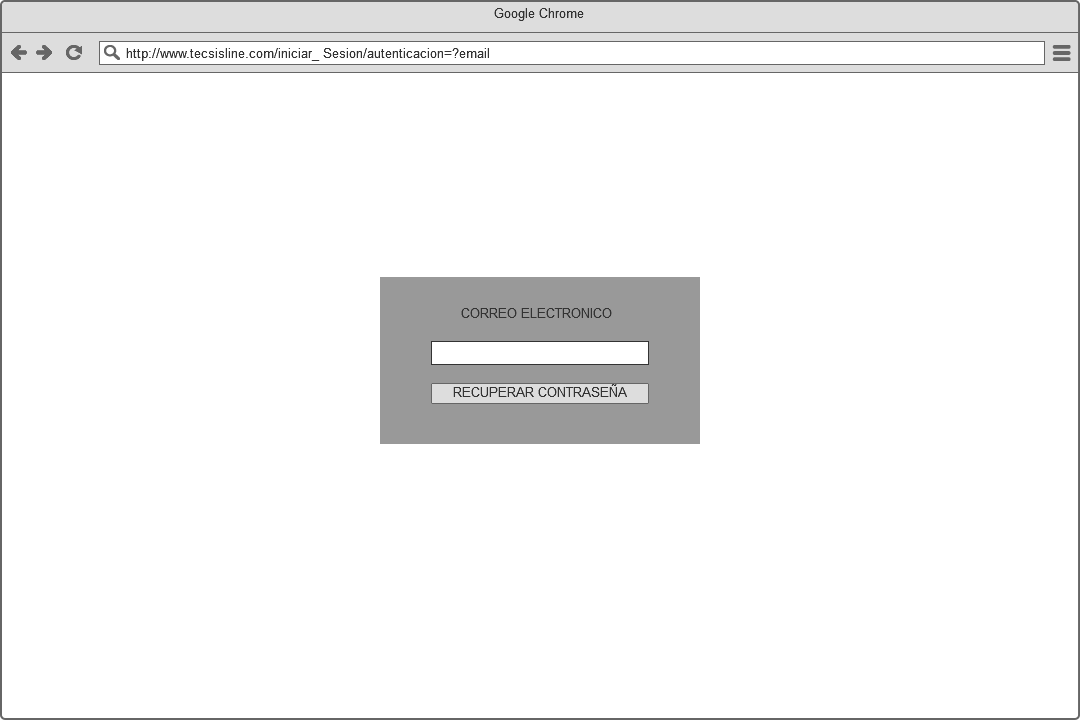 Google Chrome
http://www.tecsisline.com/iniciar_ Sesion/autenticacion=?email
CORREO ELECTRONICO
RECUPERAR CONTRASEÑA